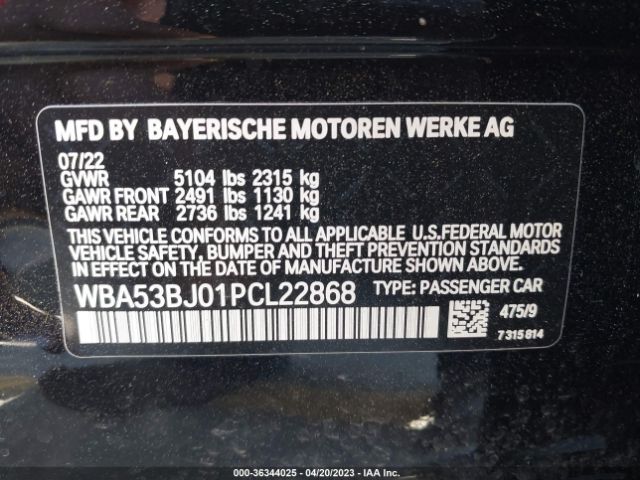 MFD BY BAYERISCHE MOTOREN WERKE AG
07/22
GVWR 5104 lbs 2315 kg
GAWR FRONT 2491 lbs 1130 kg
GAWR REAR 2736 lbs 1241 kg
THIS VEHICLE CONFORMS TO ALL APPLICABLE U.S.FEDERAL MOTOR
VEHICLE SAFETY, BUMPER AND THEFT PREVENTION STANDARDS
IN EFFECT ON THE DATE OF MANUFACTURE SHOWN ABOVE.
WBA53BJ01PCL22868 TYPE: PASSENGER CAR
475/9
7315814
000-36344025 - 04/20/2023 - IAA Inc.